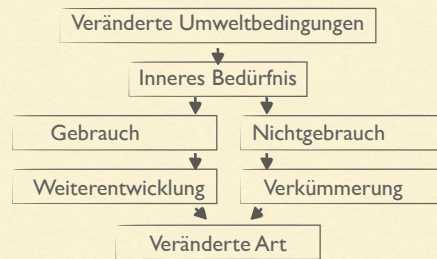 Veränderte Umweltbedingungen
Inneres Bedürfnis
Gebrauch
Nichtgebrauch
Weiterentwicklung
Verkümmerung
Veränderte Art